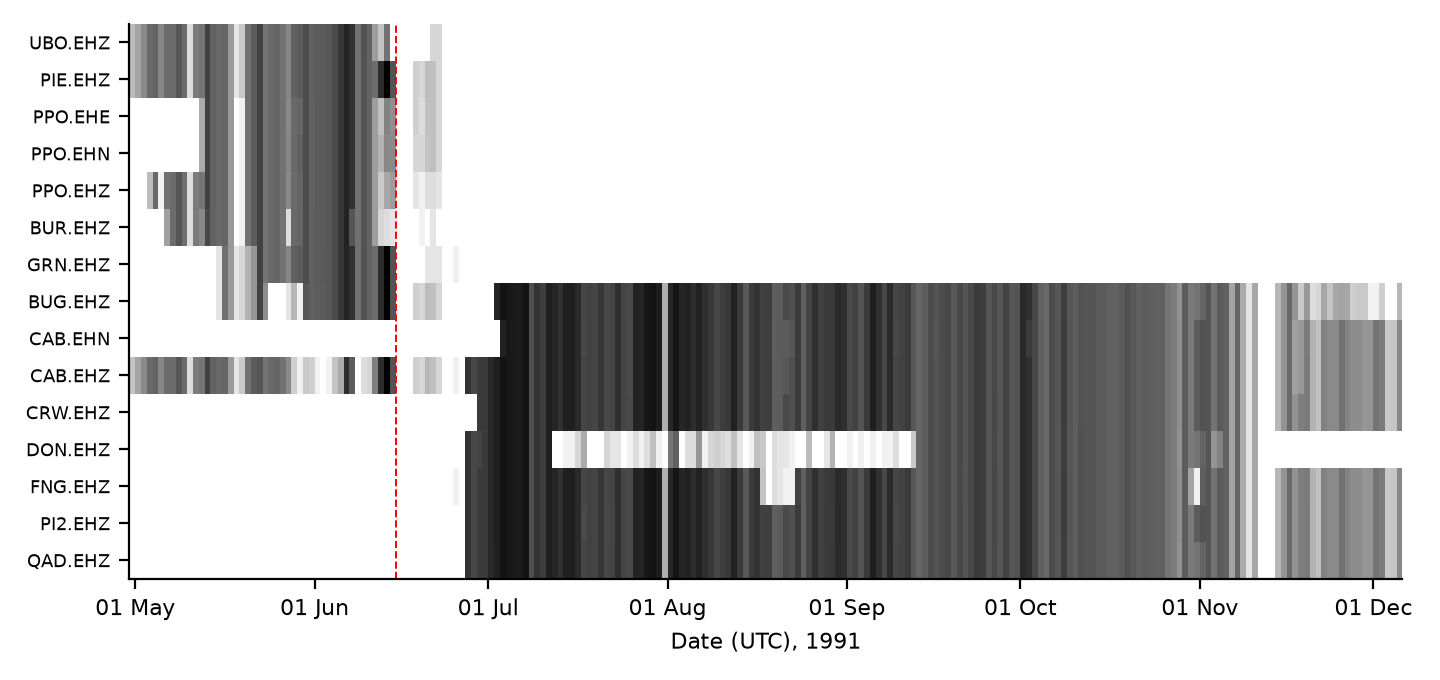 UBO.EHZ
PIE.EHZ
PPO.EHE
PPO.EHN
PPO.EHZ
BUR.EHZ
GRN.EHZ
BUG.EHZ
CAB.EHN
CAB.EHZ
CRW.EHZ
DON.EHZ
FNG.EHZ
PI2.EHZ
QAD.EHZ
01 May 01 Jun 01 Jul 01 Aug 01 Sep 01 Oct 01 Nov 01 Dec
Date (UTC), 1991